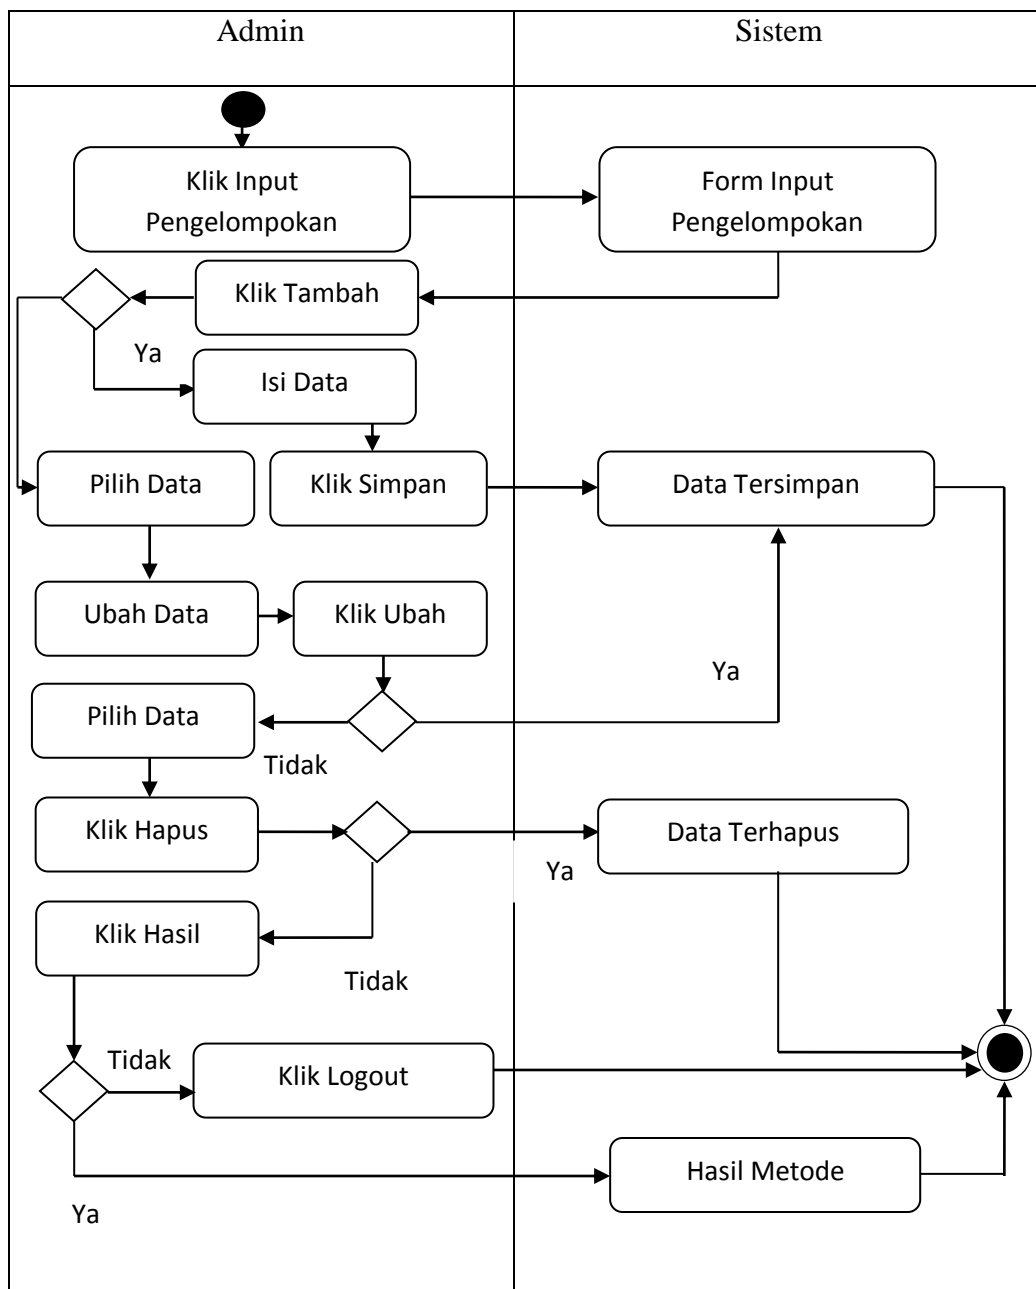 Admin
Sistem
Klik Input
Pengelompokan
Form Input
Pengelompokan
Klik Tambah
Ya
Isi Data
Pilih Data
Klik Simpan
Data Tersimpan
Ubah Data
Klik Ubah
Ya
Pilih Data
Tidak
Klik Hapus
Data Terhapus
Ya
Klik Hasil
Tidak
Tidak
Klik Logout
Hasil Metode
Ya